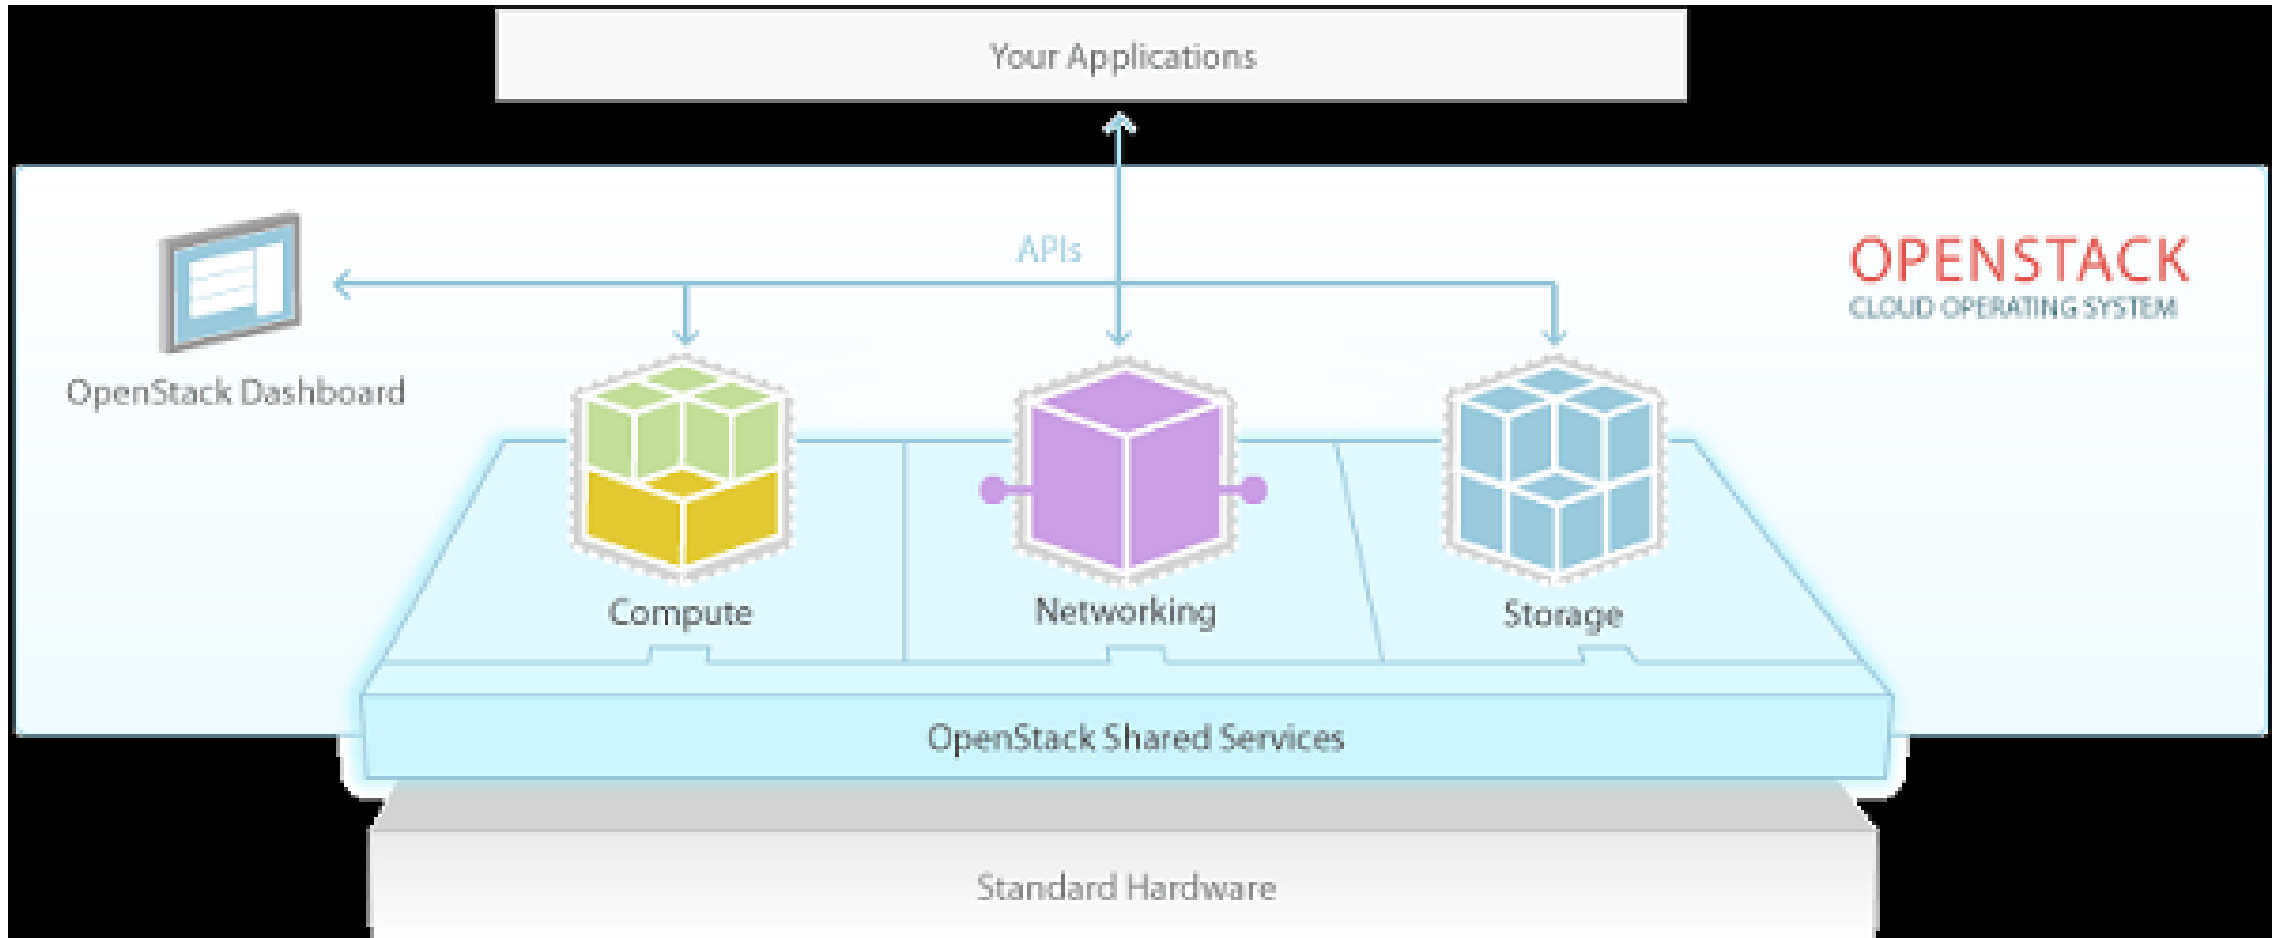 Your Applications
APIs
OPENSTACK
CLOUD OPERATING SYSTEM
OpenStack Dashboard
Compute
Networking
Storage
OpenStack Shared Services
Standard Hardware